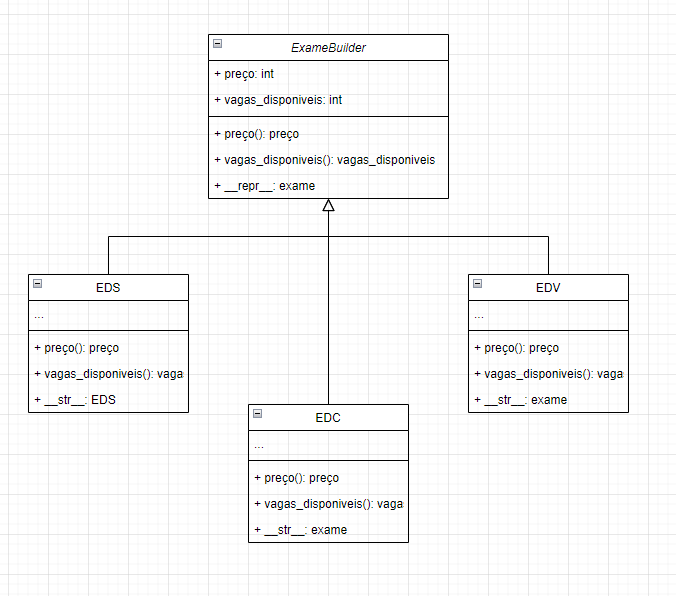 ExameBuilder
+ preço: int
+ vagas_disponiveis: int
+ preço(): preço
+ vagas_disponiveis(): vagas_disponiveis
+ __repr__: exame
EDS
...
+ preço(): preço
+ vagas_disponiveis(): vaga
+ __str__: EDS
EDV
...
+ preço(): preço
+ vagas_disponiveis(): vaga
+ __str__: exame
EDC
...
+ preço(): preço
+ vagas_disponiveis(): vaga
+ __str__: exame